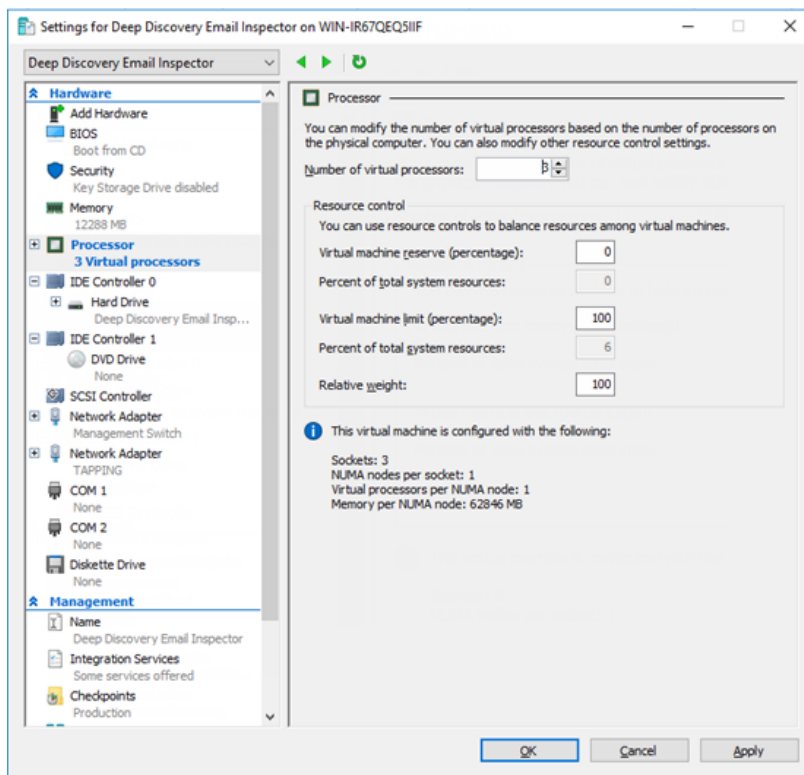 Settings for Deep Discovery Email Inspector on WIN-IR67QEQ5IIF
Deep Discovery Email Inspector
Hardware
Add Hardware
BIOS
Boot from CD
Security
Key Storage Drive disabled
Memory
12288 MB
Processor
3 Virtual processors
IDE Controller 0
Hard Drive
Deep Discovery Email Insp...
IDE Controller 1
DVD Drive
None
SCSI Controller
Network Adapter
Management Switch
Network Adapter
TAPPING
COM 1
None
COM 2
None
Diskette Drive
None
Management
Name
Deep Discovery Email Inspector
Integration Services
Some services offered
Checkpoints
Production
Processor
You can modify the number of virtual processors based on the number of processors on
the physical computer. You can also modify other resource control settings.
Number of virtual processors: 3
Resource control
You can use resource controls to balance resources among virtual machines.
Virtual machine reserve (percentage): 0
Percent of total system resources: 0
Virtual machine limit (percentage): 100
Percent of total system resources: 6
Relative weight: 100
This virtual machine is configured with the following:
Sockets: 3
NUMA nodes per socket: 1
Virtual processors per NUMA node: 1
Memory per NUMA node: 62846 MB
OK Cancel Apply